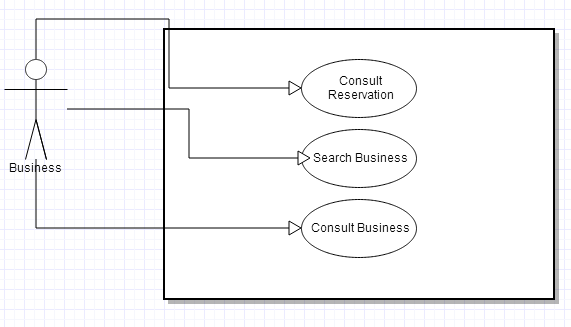 Consult
Reservation
Search Business
Business
Consult Business